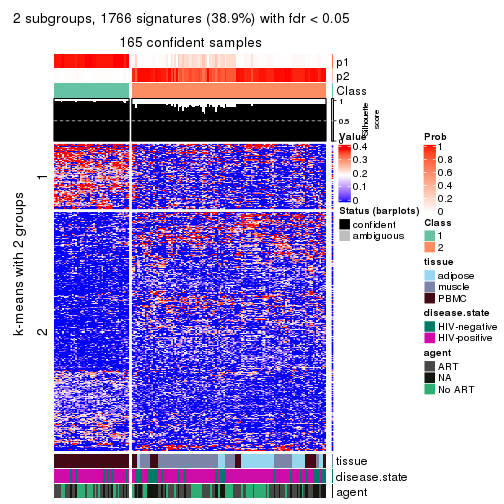 2 subgroups, 1766 signatures (38.9%) with fdr < 0.05
165 confident samples
p1
p2
Class
1
0.5
0
Silhouette
score
k-means with 2 groups
1
2
tissue
disease.state
agent
Value
0.4
0.3
0.2
0.1
0
Status (barplots)
confident
ambiguous
Prob
1
0.8
0.6
0.4
0.2
0
Class
1
2
tissue
adipose
muscle
PBMC
disease.state
HIV-negative
HIV-positive
agent
ART
NA
No ART